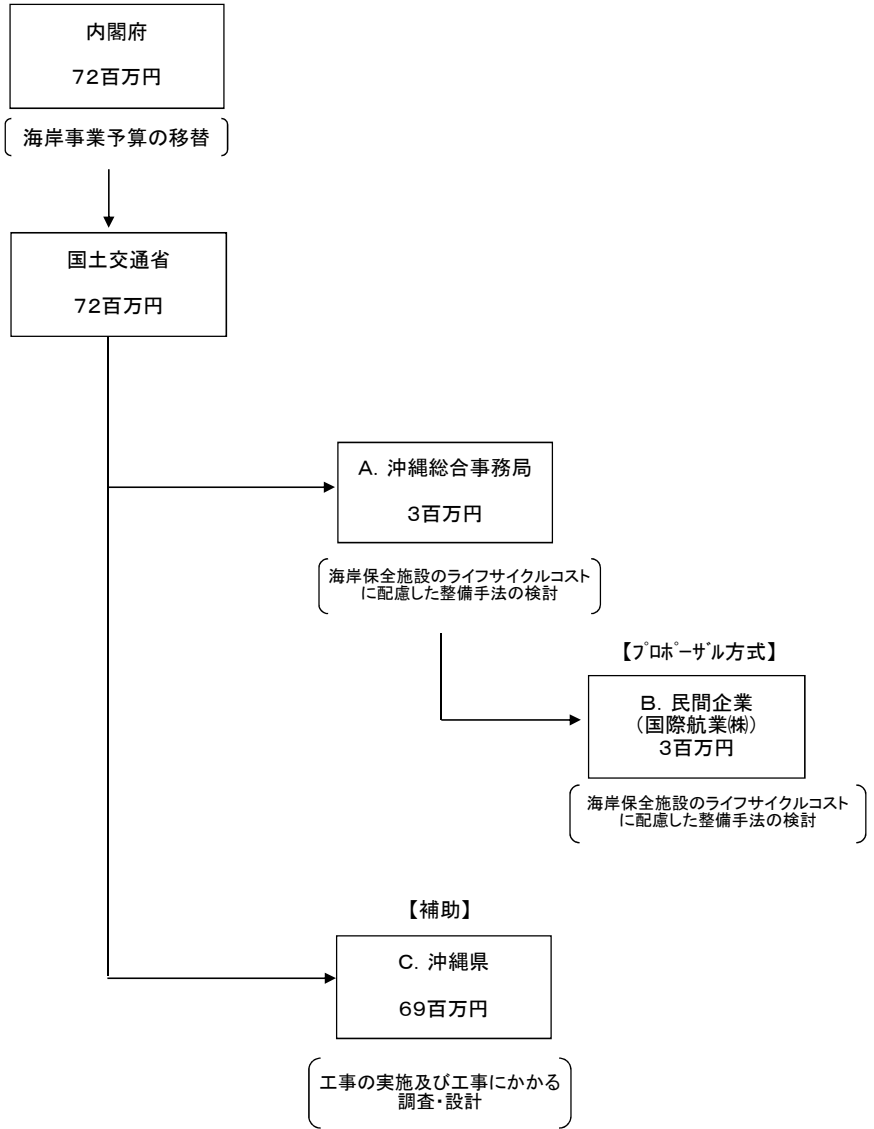 内閣府
72百万円
海岸事業予算の移替
国土交通省
72百万円
A．沖縄総合事務局
3百万円
海岸保全施設のライフサイクルコスト
に配慮した整備手法の検討
【ﾌﾟﾛﾎﾟｰｻﾞﾙ方式】
B．民間企業
（国際航業㈱）
3百万円
海岸保全施設のライフサイクルコスト
に配慮した整備手法の検討
【補助】
C．沖縄県
69百万円
工事の実施及び工事にかかる
調査・設計